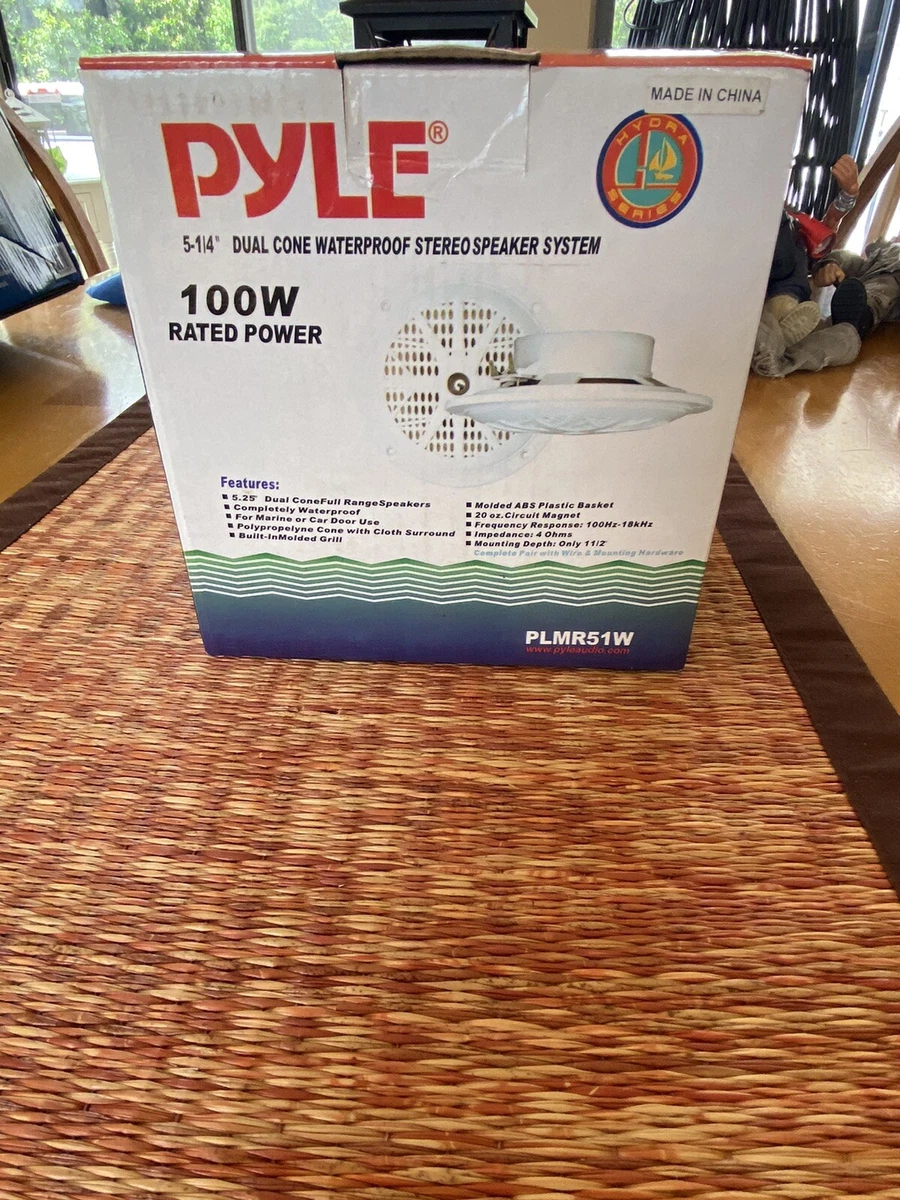 MADE IN CHINA
PYLE®
HYDRA
SERIES
5-1/4" DUAL CONE WATERPROOF STEREO SPEAKER SYSTEM
100W
RATED POWER
Features:
5.25" Dual ConeFull RangeSpeakers
Completely Waterproof
For Marine or Car Door Use
Polypropelyne Cone with Cloth Surround
Built-InMolded Grill
Molded ABS Plastic Basket
20 oz.Circuit Magnet
Frequency Response: 100Hz-18kHz
Impedance: 4 Ohms
Mounting Depth: Only 11/2"
Complete Pair with Wire & Mounting Hardware
PLMR51W
www.pyleaudio.com